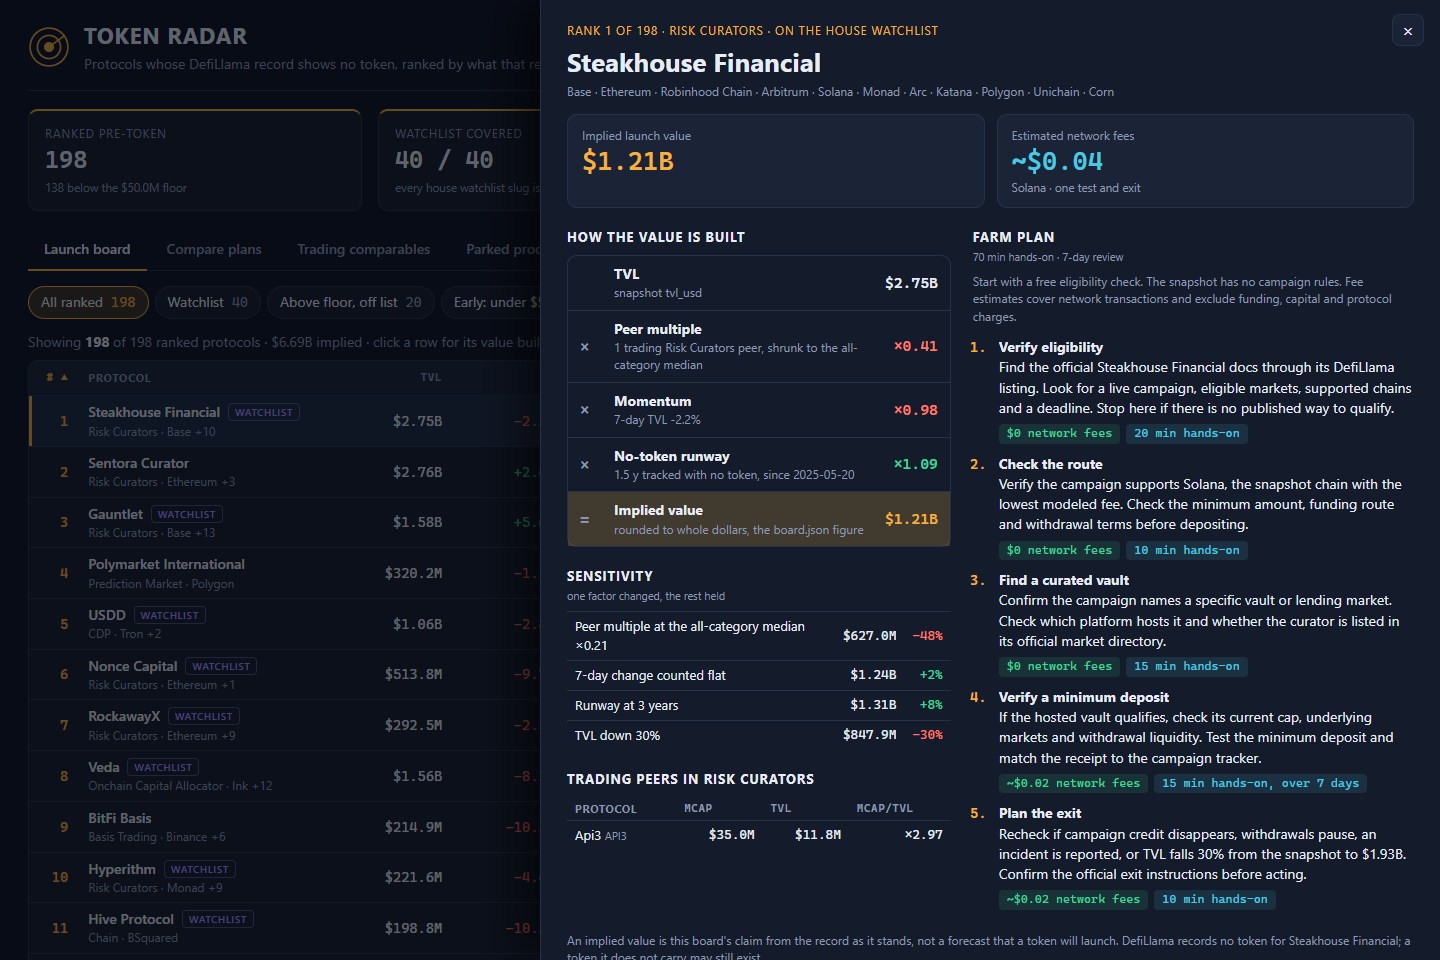 TOKEN RADAR
Protocols whose DefiLlama record shows no token, ranked by what that re
RANKED PRE-TOKEN
198
138 below the $50.0M floor
WATCHLIST COVERED
40 / 40
every house watchlist slug is
Launch board Compare plans Trading comparables Parked proc
All ranked 198 Watchlist 40 Above floor, off list 20 Early: under $5
Showing 198 of 198 ranked protocols · $6.69B implied · click a row for its value buil
# ▲ PROTOCOL TVL
1 Steakhouse Financial WATCHLIST $2.75B −2.
Risk Curators · Base +10
2 Sentora Curator $2.76B +2.
Risk Curators · Ethereum +3
3 Gauntlet WATCHLIST $1.58B +5.
Risk Curators · Base +13
4 Polymarket International $320.2M −1.
Prediction Market · Polygon
5 USDD WATCHLIST $1.06B −2.
CDP · Tron +2
6 Nonce Capital WATCHLIST $513.8M −9.
Risk Curators · Ethereum +1
7 RockawayX WATCHLIST $292.5M −2.
Risk Curators · Ethereum +9
8 Veda WATCHLIST $1.56B −8.
Onchain Capital Allocator · Ink +12
9 BitFi Basis $214.9M −10.
Basis Trading · Binance +6
10 Hyperithm WATCHLIST $221.6M −4.
Risk Curators · Monad +9
11 Hive Protocol WATCHLIST $198.8M −10.
Chain · BSquared
RANK 1 OF 198 · RISK CURATORS · ON THE HOUSE WATCHLIST
×
Steakhouse Financial
Base · Ethereum · Robinhood Chain · Arbitrum · Solana · Monad · Arc · Katana · Polygon · Unichain · Corn
Implied launch value
$1.21B
Estimated network fees
~$0.04
Solana · one test and exit
HOW THE VALUE IS BUILT
TVL $2.75B
snapshot tvl_usd
× Peer multiple ×0.41
1 trading Risk Curators peer, shrunk to the all-
category median
× Momentum ×0.98
7-day TVL -2.2%
× No-token runway ×1.09
1.5 y tracked with no token, since 2025-05-20
= Implied value $1.21B
rounded to whole dollars, the board.json figure
SENSITIVITY
one factor changed, the rest held
Peer multiple at the all-category median $627.0M −48%
×0.21
7-day change counted flat $1.24B +2%
Runway at 3 years $1.31B +8%
TVL down 30% $847.9M −30%
TRADING PEERS IN RISK CURATORS
PROTOCOL MCAP TVL MCAP/TVL
Api3 API3 $35.0M $11.8M ×2.97
FARM PLAN
70 min hands-on · 7-day review
Start with a free eligibility check. The snapshot has no campaign rules. Fee
estimates cover network transactions and exclude funding, capital and protocol
charges.
1. Verify eligibility
Find the official Steakhouse Financial docs through its DefiLlama
listing. Look for a live campaign, eligible markets, supported chains
and a deadline. Stop here if there is no published way to qualify.
$0 network fees 20 min hands-on
2. Check the route
Verify the campaign supports Solana, the snapshot chain with the
lowest modeled fee. Check the minimum amount, funding route
and withdrawal terms before depositing.
$0 network fees 10 min hands-on
3. Find a curated vault
Confirm the campaign names a specific vault or lending market.
Check which platform hosts it and whether the curator is listed in
its official market directory.
$0 network fees 15 min hands-on
4. Verify a minimum deposit
If the hosted vault qualifies, check its current cap, underlying
markets and withdrawal liquidity. Test the minimum deposit and
match the receipt to the campaign tracker.
~$0.02 network fees 15 min hands-on, over 7 days
5. Plan the exit
Recheck if campaign credit disappears, withdrawals pause, an
incident is reported, or TVL falls 30% from the snapshot to $1.93B.
Confirm the official exit instructions before acting.
~$0.02 network fees 10 min hands-on
An implied value is this board's claim from the record as it stands, not a forecast that a token will launch. DefiLlama records no token for Steakhouse Financial; a
token it does not carry may still exist.